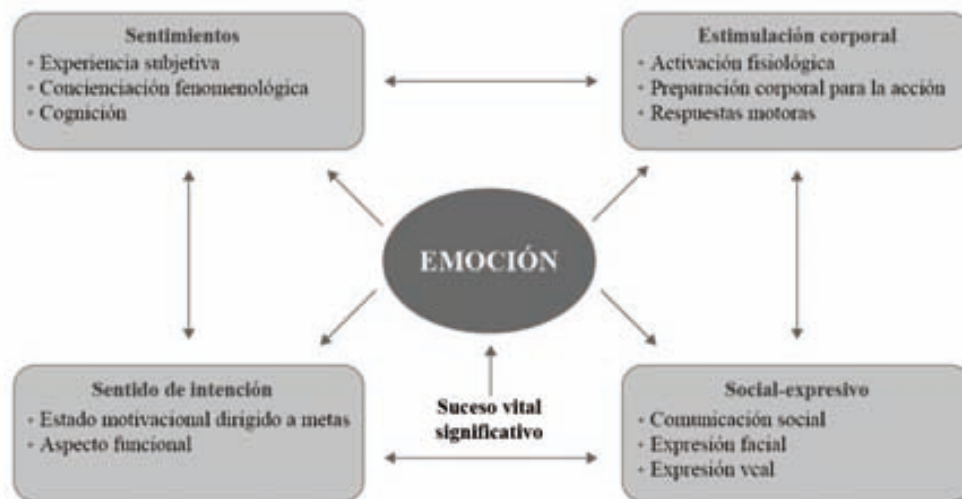 Sentimientos
• Experiencia subjetiva
• Concienciación fenomenológica
• Cognición
Estimulación corporal
• Activación fisiológica
• Preparación corporal para la acción
• Respuestas motoras
EMOCIÓN
Sentido de intención
• Estado motivacional dirigido a metas
• Aspecto funcional
Suceso vital
significativo
Social-expresivo
• Comunicación social
• Expresión facial
• Expresión vcal